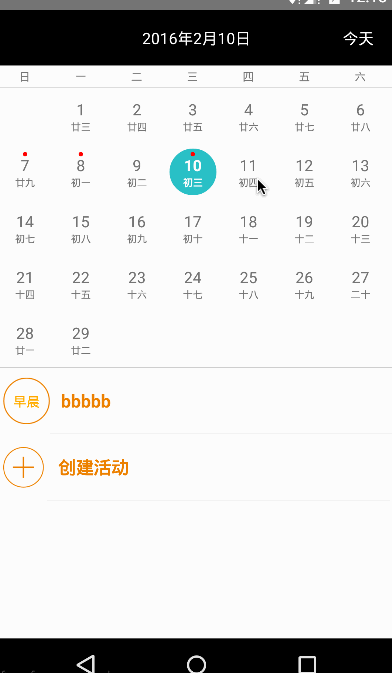 2016年2月10日 今天
日 一 二 三 四 五 六
1 2 3 4 5 6
廿三 廿四 廿五 廿六 廿七 廿八
7 8 9 10 11 12 13
廿九 初一 初二 初三 初四 初五 初六
14 15 16 17 18 19 20
初七 初八 初九 初十 十一 十二 十三
21 22 23 24 25 26 27
十四 十五 十六 十七 十八 十九 二十
28 29
廿一 廿二
早晨 bbbbb
创建活动